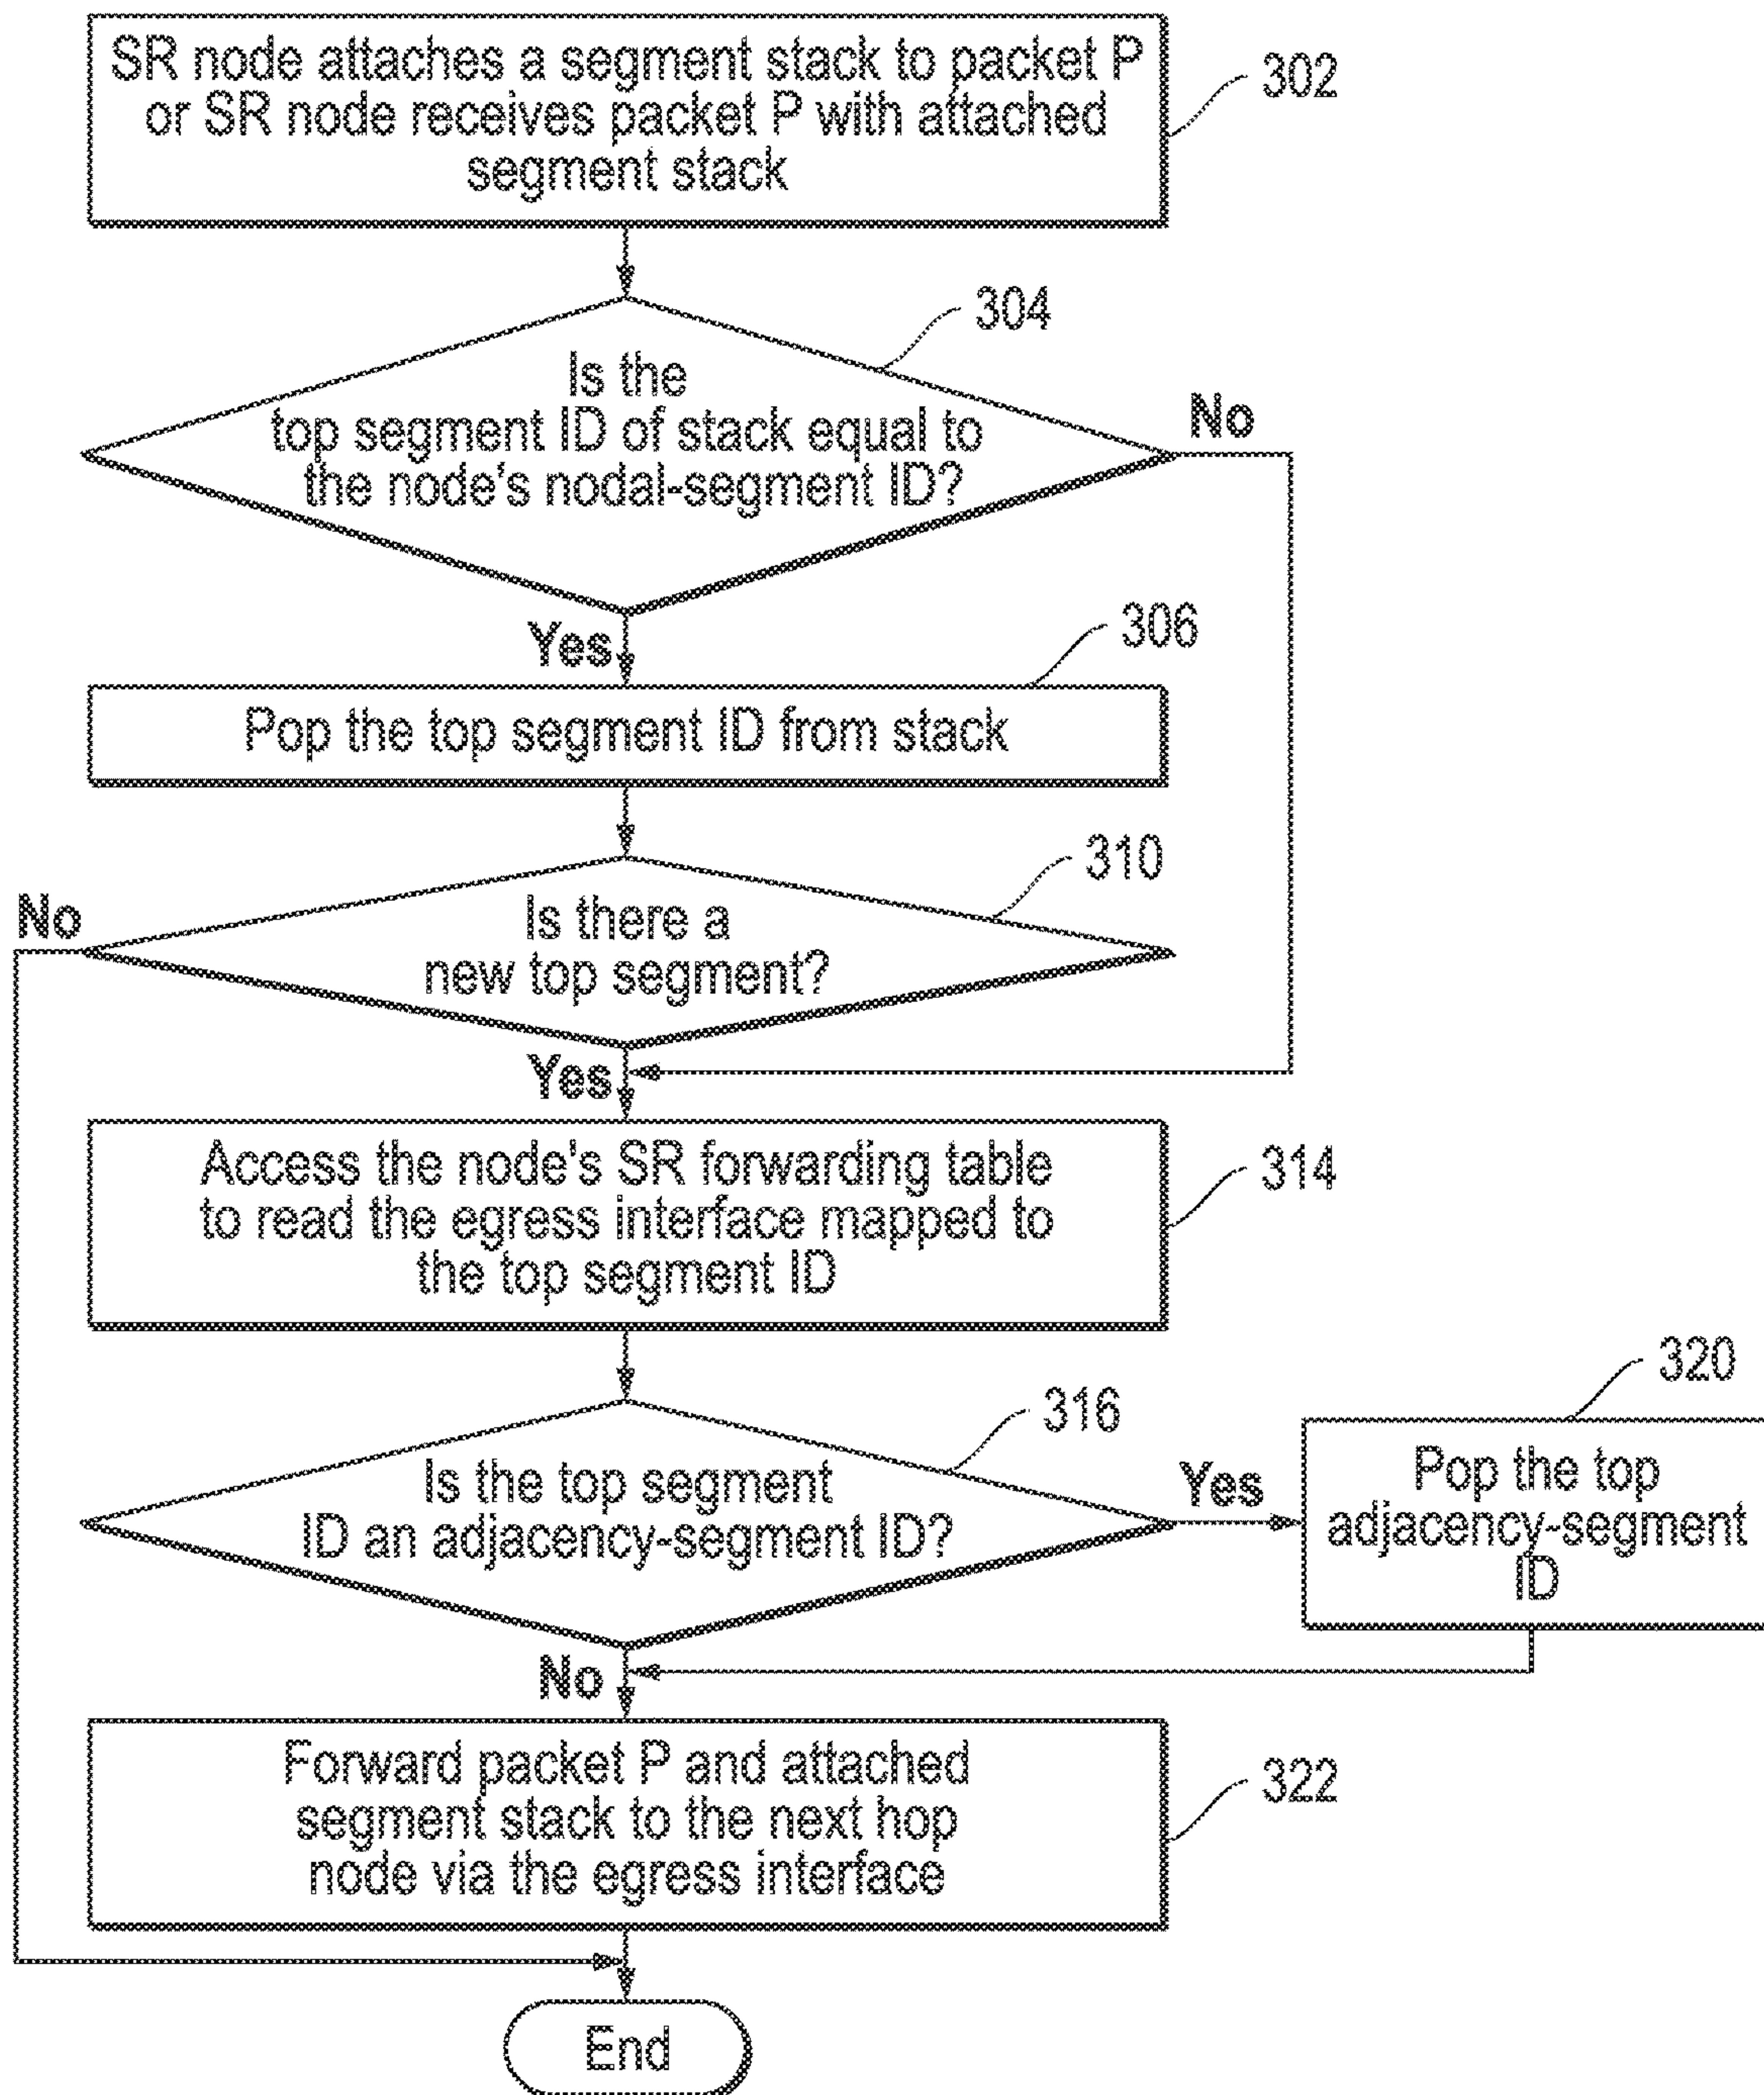 SR node attaches a segment stack to packet P
or SR node receives packet P with attached
segment stack
302
304
Is the
top segment ID of stack equal to
the node's nodal-segment ID?
No
Yes
306
Pop the top segment ID from stack
310
No
Is there a
new top segment?
Yes
Access the node's SR forwarding table
to read the egress interface mapped to
the top segment ID
314
316
Is the top segment
ID an adjacency-segment ID?
Yes
320
Pop the top
adjacency-segment
ID
No
Forward packet P and attached
segment stack to the next hop
node via the egress interface
322
End